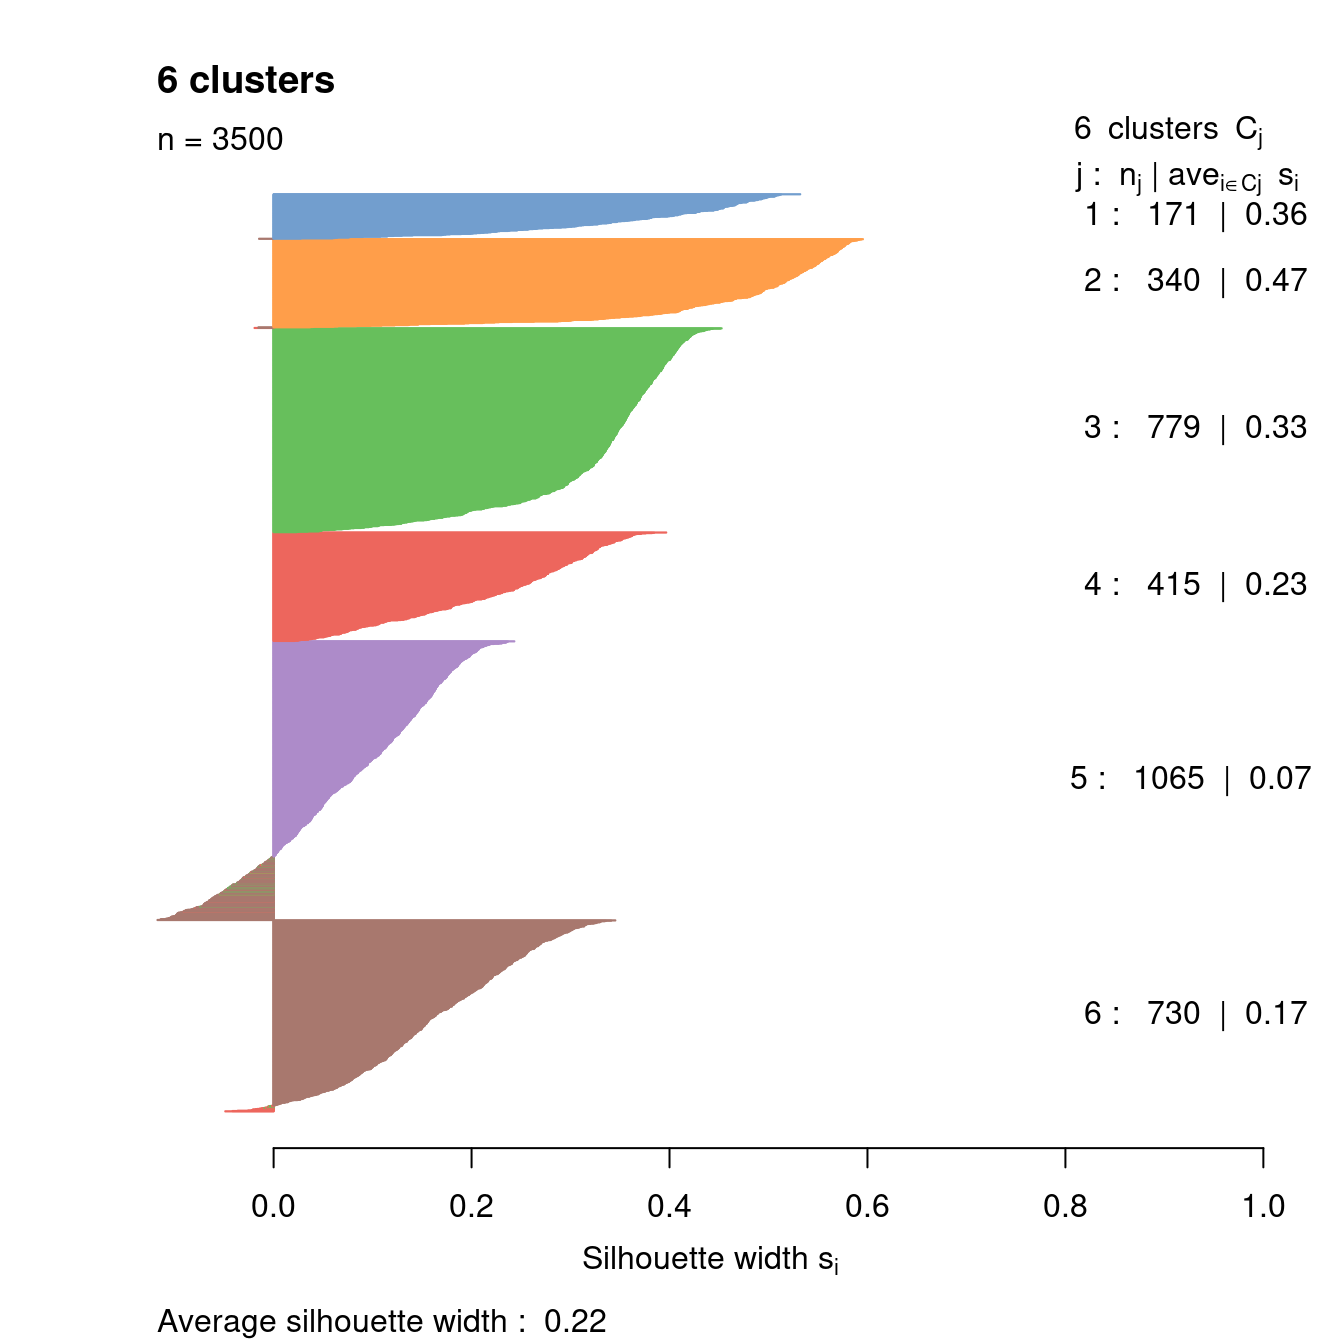 6 clusters
n = 3500
6 clusters Cj
j : nj | avei∈Cj si
1 : 171 | 0.36
2 : 340 | 0.47
3 : 779 | 0.33
4 : 415 | 0.23
5 : 1065 | 0.07
6 : 730 | 0.17
0.0 0.2 0.4 0.6 0.8 1.0
Silhouette width si
Average silhouette width : 0.22